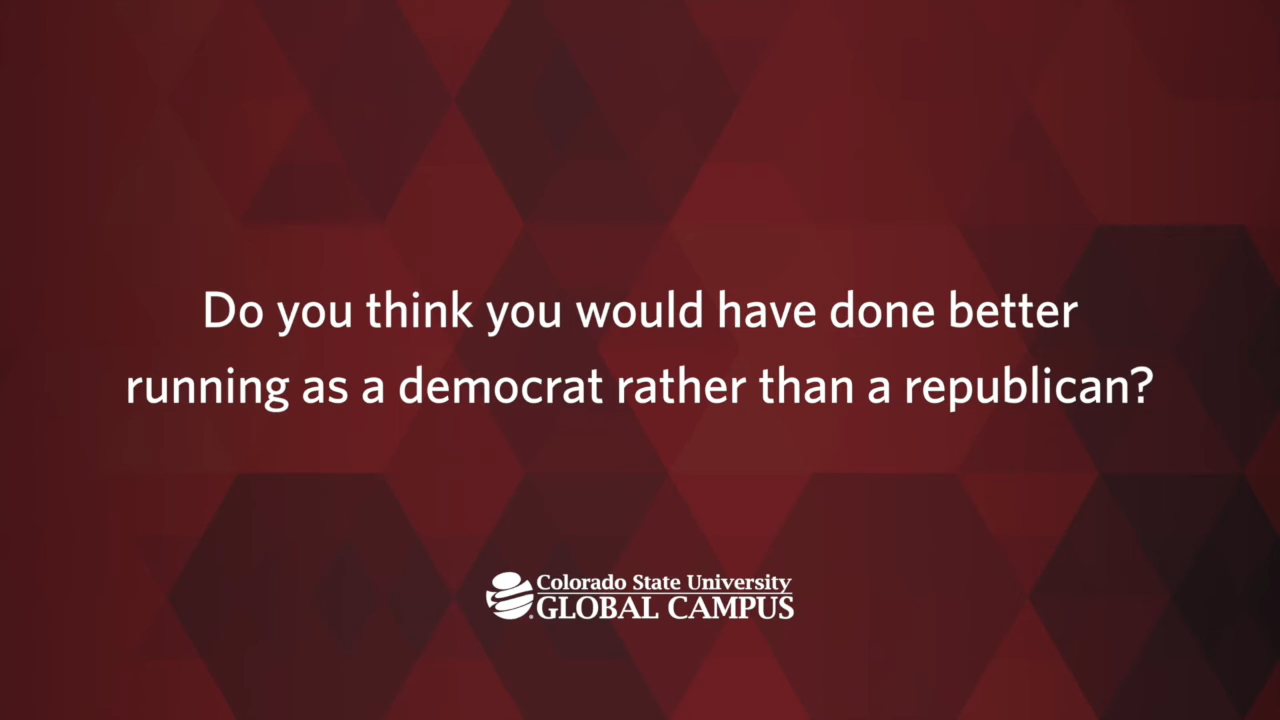 Do you think you would have done better
running as a democrat rather than a republican?
Colorado State University
GLOBAL CAMPUS